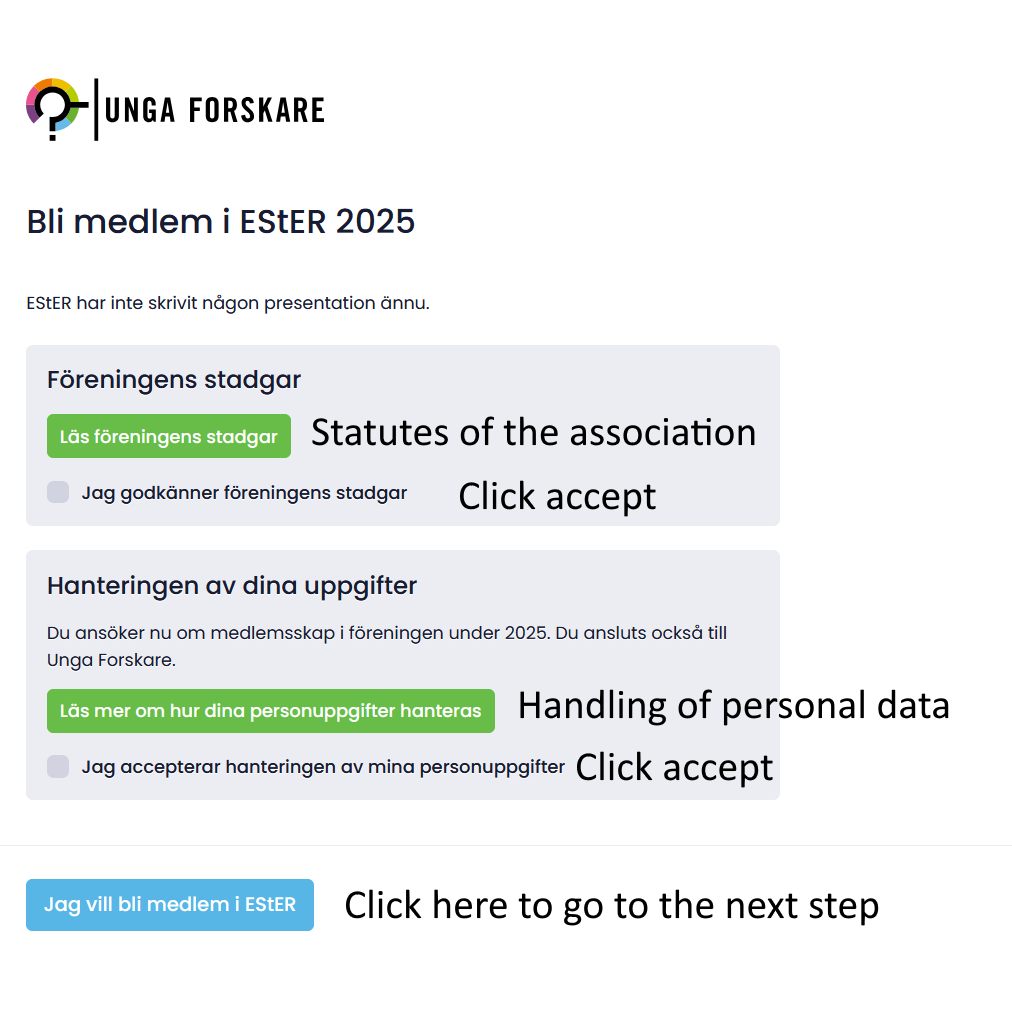 UNGA FORSKARE
Bli medlem i EStER 2025
EStER har inte skrivit någon presentation ännu.
Föreningens stadgar
Läs föreningens stadgar Statutes of the association
Jag godkänner föreningens stadgar Click accept
Hanteringen av dina uppgifter
Du ansöker nu om medlemsskap i föreningen under 2025. Du ansluts också till
Unga Forskare.
Läs mer om hur dina personuppgifter hanteras Handling of personal data
Jag accepterar hanteringen av mina personuppgifter Click accept
Jag vill bli medlem i EStER Click here to go to the next step